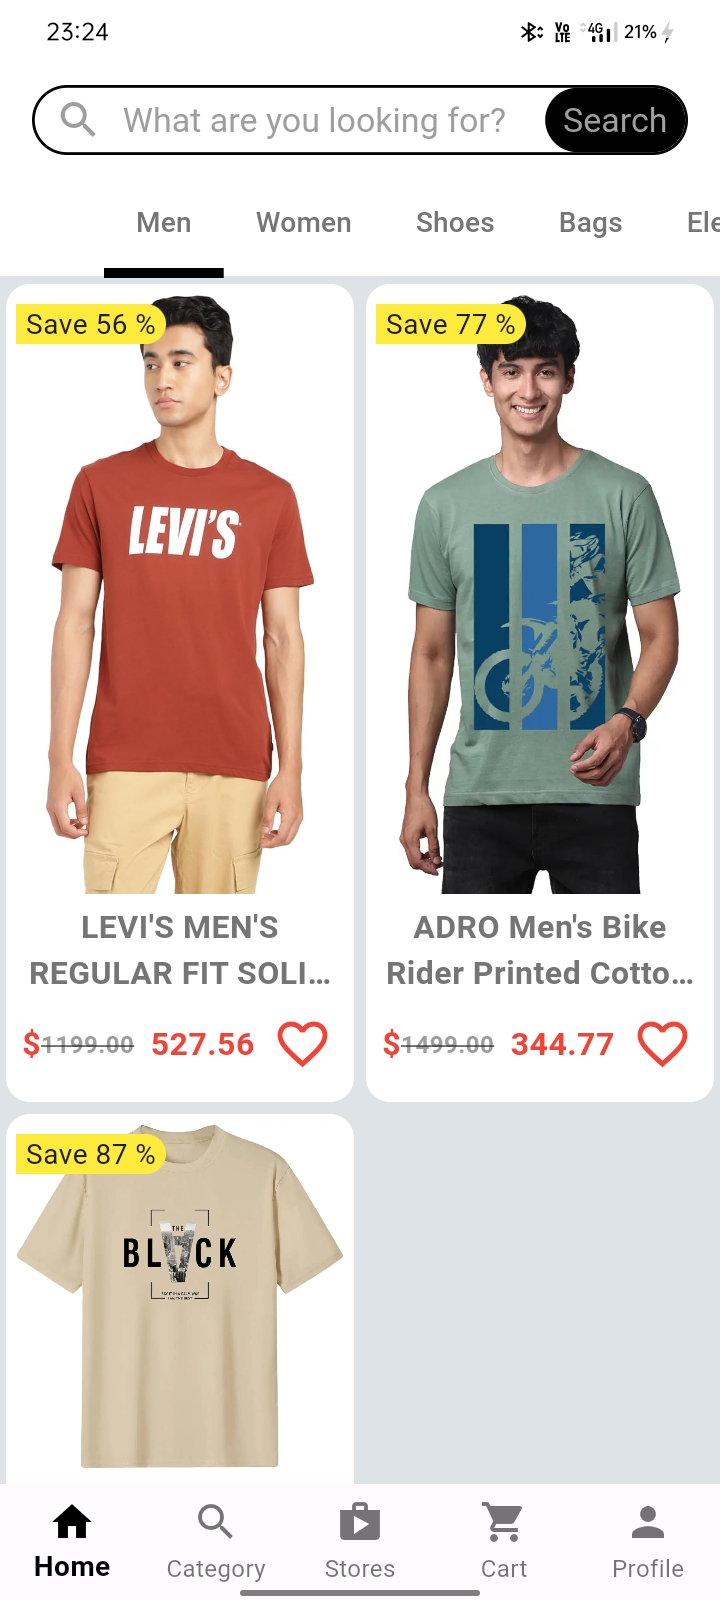 23:24
Vo LTE 4G 21%
What are you looking for? Search
Men Women Shoes Bags Ele
Save 56 %
LEVI'S
LEVI'S MEN'S
REGULAR FIT SOLI...
$1199.00 527.56
Save 77 %
ADRO Men's Bike
Rider Printed Cotto...
$1499.00 344.77
Save 87 %
THE
BLACK
Home Category Stores Cart Profile